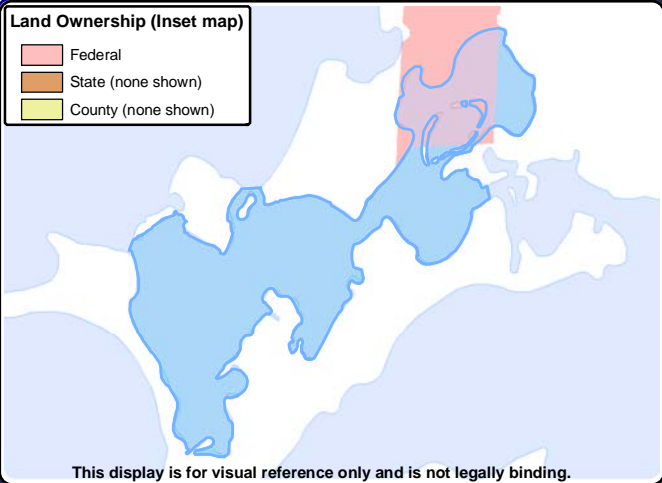 Land Ownership (Inset map)
Federal
State (none shown)
County (none shown)
This display is for visual reference only and is not legally binding.